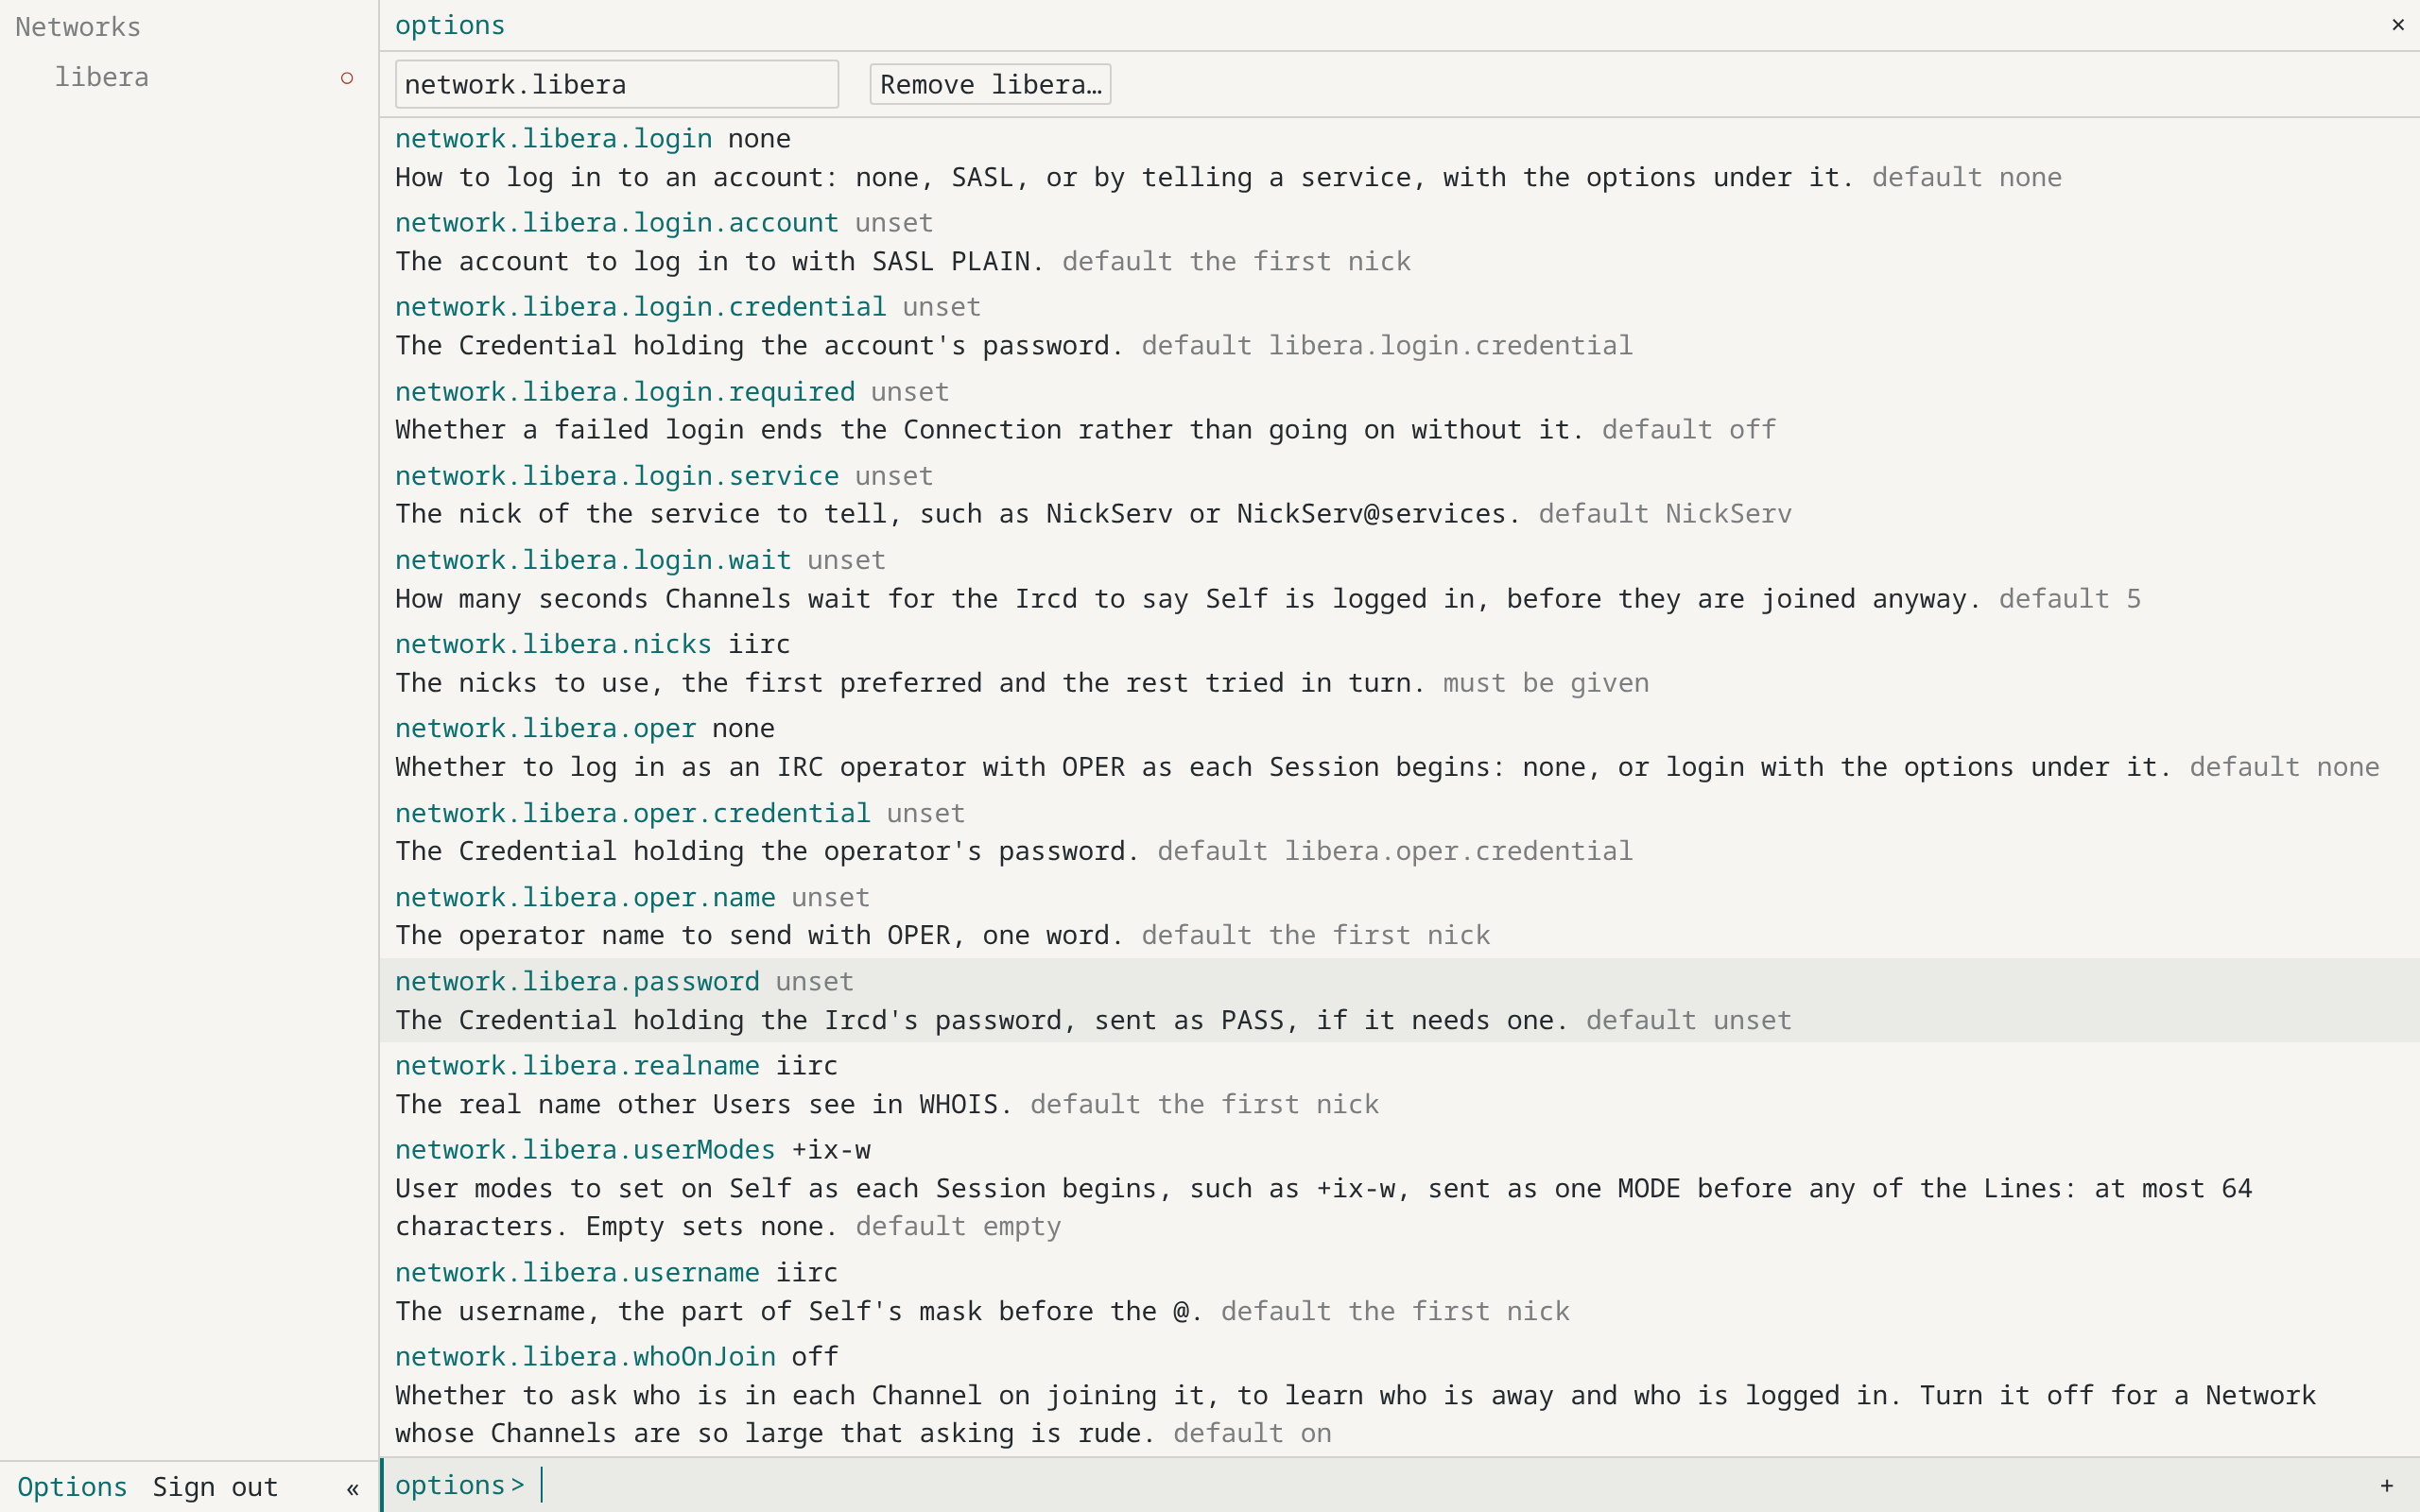 Networks
libera
options
×
network.libera
Remove libera…
network.libera.login none
How to log in to an account: none, SASL, or by telling a service, with the options under it. default none
network.libera.login.account unset
The account to log in to with SASL PLAIN. default the first nick
network.libera.login.credential unset
The Credential holding the account's password. default libera.login.credential
network.libera.login.required unset
Whether a failed login ends the Connection rather than going on without it. default off
network.libera.login.service unset
The nick of the service to tell, such as NickServ or NickServ@services. default NickServ
network.libera.login.wait unset
How many seconds Channels wait for the Ircd to say Self is logged in, before they are joined anyway. default 5
network.libera.nicks iirc
The nicks to use, the first preferred and the rest tried in turn. must be given
network.libera.oper none
Whether to log in as an IRC operator with OPER as each Session begins: none, or login with the options under it. default none
network.libera.oper.credential unset
The Credential holding the operator's password. default libera.oper.credential
network.libera.oper.name unset
The operator name to send with OPER, one word. default the first nick
network.libera.password unset
The Credential holding the Ircd's password, sent as PASS, if it needs one. default unset
network.libera.realname iirc
The real name other Users see in WHOIS. default the first nick
network.libera.userModes +ix-w
User modes to set on Self as each Session begins, such as +ix-w, sent as one MODE before any of the Lines: at most 64
characters. Empty sets none. default empty
network.libera.username iirc
The username, the part of Self's mask before the @. default the first nick
network.libera.whoOnJoin off
Whether to ask who is in each Channel on joining it, to learn who is away and who is logged in. Turn it off for a Network
whose Channels are so large that asking is rude. default on
Options Sign out «
options> +